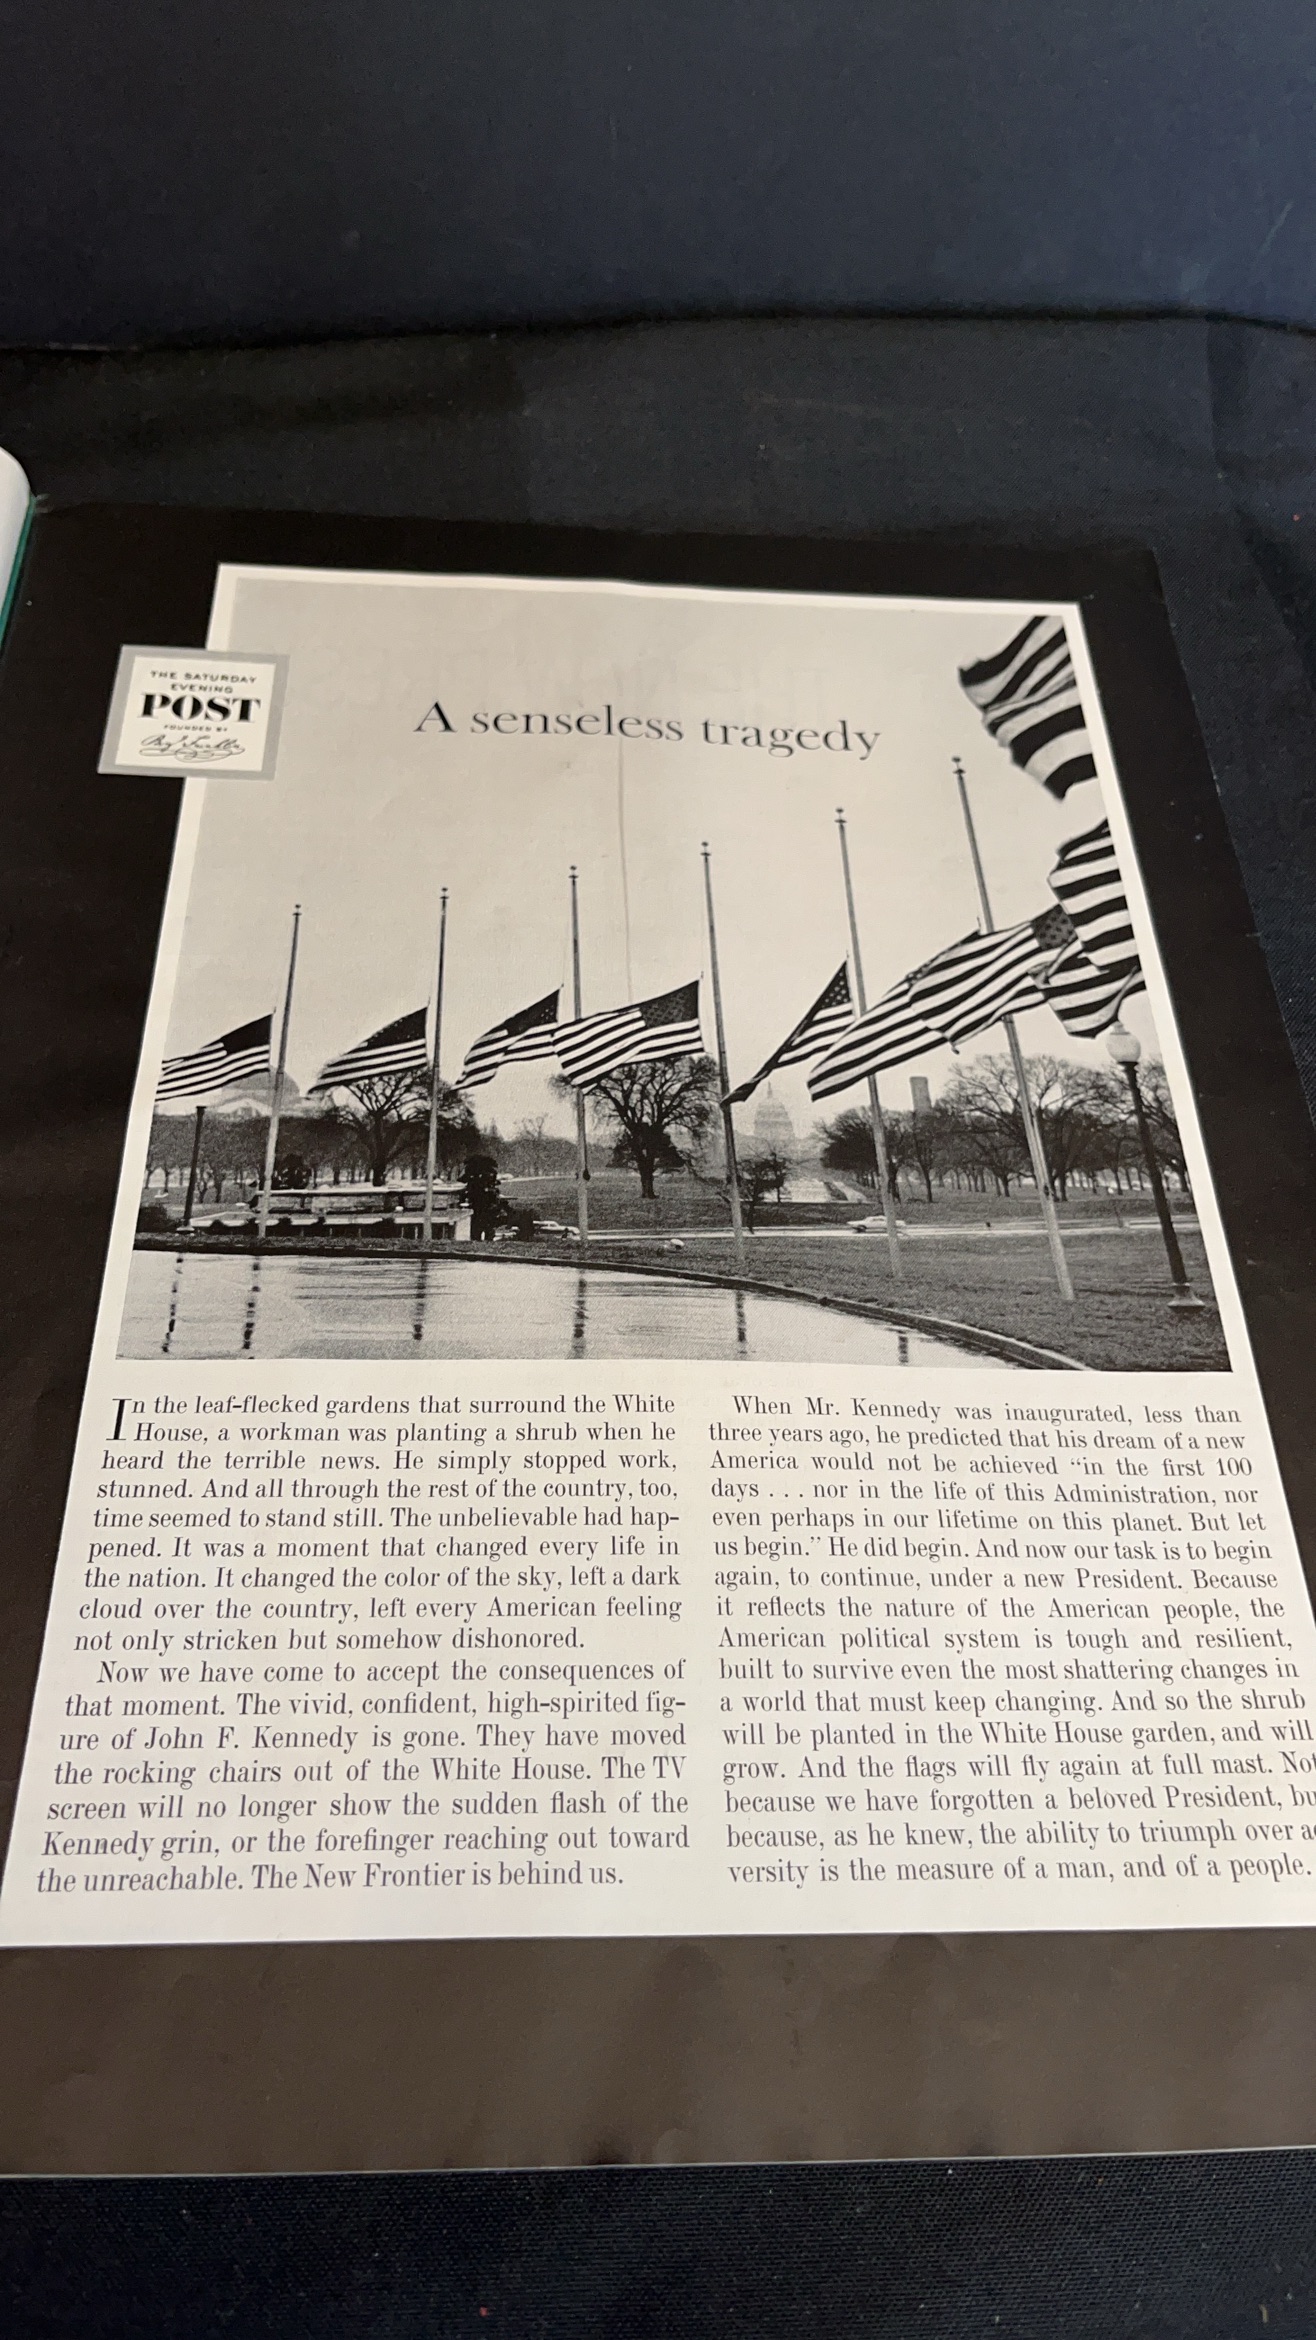 THE SATURDAY
EVENING
POST
FOUNDED BY
A senseless tragedy
In the leaf-flecked gardens that surround the White
House, a workman was planting a shrub when he
heard the terrible news. He simply stopped work,
stunned. And all through the rest of the country, too,
time seemed to stand still. The unbelievable had hap-
pened. It was a moment that changed every life in
the nation. It changed the color of the sky, left a dark
cloud over the country, left every American feeling
not only stricken but somehow dishonored.
Now we have come to accept the consequences of
that moment. The vivid, confident, high-spirited fig-
ure of John F. Kennedy is gone. They have moved
the rocking chairs out of the White House. The TV
screen will no longer show the sudden flash of the
Kennedy grin, or the forefinger reaching out toward
the unreachable. The New Frontier is behind us.
When Mr. Kennedy was inaugurated, less than
three years ago, he predicted that his dream of a new
America would not be achieved “in the first 100
days . . . nor in the life of this Administration, nor
even perhaps in our lifetime on this planet. But let
us begin.” He did begin. And now our task is to begin
again, to continue, under a new President. Because
it reflects the nature of the American people, the
American political system is tough and resilient,
built to survive even the most shattering changes in
a world that must keep changing. And so the shrub
will be planted in the White House garden, and will
grow. And the flags will fly again at full mast. Not
because we have forgotten a beloved President, bu
because, as he knew, the ability to triumph over a
versity is the measure of a man, and of a people.